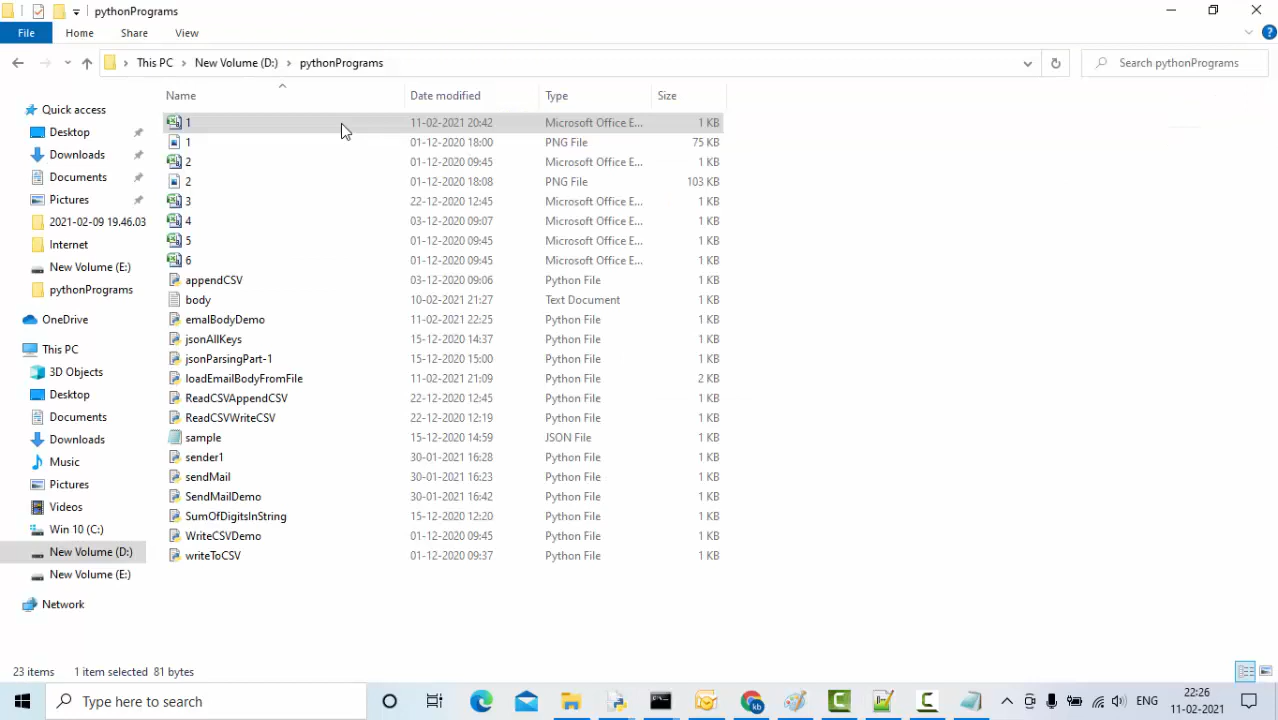 pythonPrograms
File Home Share View
This PC New Volume (D:) pythonPrograms Search pythonPrograms
Name Date modified Type Size
1 11-02-2021 20:42 Microsoft Office E... 1 KB
1 01-12-2020 18:00 PNG File 75 KB
2 01-12-2020 09:45 Microsoft Office E... 1 KB
2 01-12-2020 18:08 PNG File 103 KB
3 22-12-2020 12:45 Microsoft Office E... 1 KB
4 03-12-2020 09:07 Microsoft Office E... 1 KB
5 01-12-2020 09:45 Microsoft Office E... 1 KB
6 01-12-2020 09:45 Microsoft Office E... 1 KB
appendCSV 03-12-2020 09:06 Python File 1 KB
body 10-02-2021 21:27 Text Document 1 KB
emalBodyDemo 11-02-2021 22:25 Python File 1 KB
jsonAllKeys 15-12-2020 14:37 Python File 1 KB
jsonParsingPart-1 15-12-2020 15:00 Python File 1 KB
loadEmailBodyFromFile 11-02-2021 21:09 Python File 2 KB
ReadCSVAppendCSV 22-12-2020 12:45 Python File 1 KB
ReadCSVWriteCSV 22-12-2020 12:19 Python File 1 KB
sample 15-12-2020 14:59 JSON File 1 KB
sender1 30-01-2021 16:28 Python File 1 KB
sendMail 30-01-2021 16:23 Python File 1 KB
SendMailDemo 30-01-2021 16:42 Python File 1 KB
SumOfDigitsInString 15-12-2020 12:20 Python File 1 KB
WriteCSVDemo 01-12-2020 09:45 Python File 1 KB
writeToCSV 01-12-2020 09:37 Python File 1 KB
Quick access
Desktop
Downloads
Documents
Pictures
2021-02-09 19.46.03
Internet
New Volume (E:)
pythonPrograms
OneDrive
This PC
3D Objects
Desktop
Documents
Downloads
Music
Pictures
Videos
Win 10 (C:)
New Volume (D:)
New Volume (E:)
Network
23 items 1 item selected 81 bytes
Type here to search kb ENG 22:26
11-02-2021